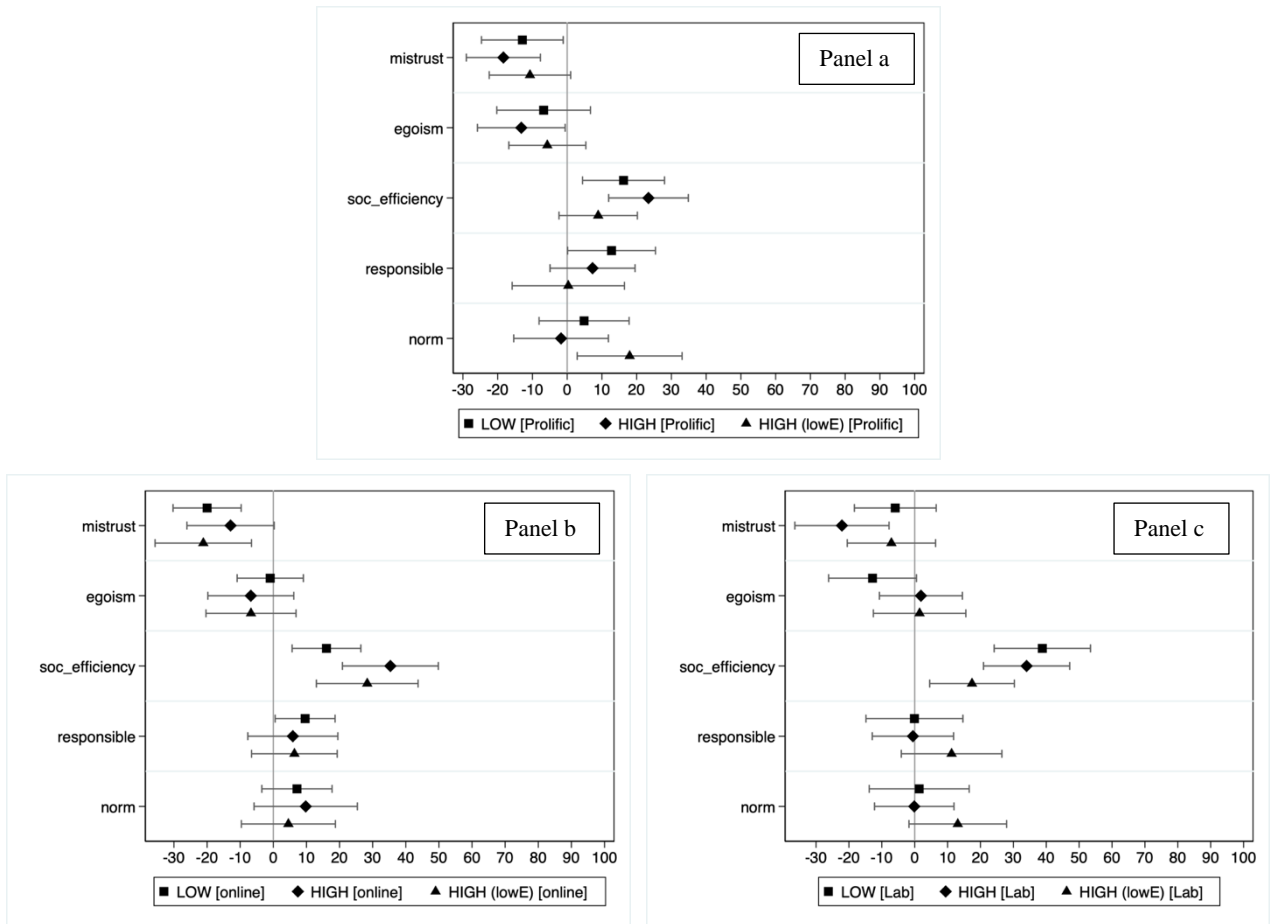 Panel a
mistrust
egoism
soc_efficiency
responsible
norm
-30 -20 -10 0 10 20 30 40 50 60 70 80 90 100
LOW [Prolific] HIGH [Prolific] HIGH (lowE) [Prolific]
Panel b
mistrust
egoism
soc_efficiency
responsible
norm
-30 -20 -10 0 10 20 30 40 50 60 70 80 90 100
LOW [online] HIGH [online] HIGH (lowE) [online]
Panel c
mistrust
egoism
soc_efficiency
responsible
norm
-30 -20 -10 0 10 20 30 40 50 60 70 80 90 100
LOW [Lab] HIGH [Lab] HIGH (lowE) [Lab]